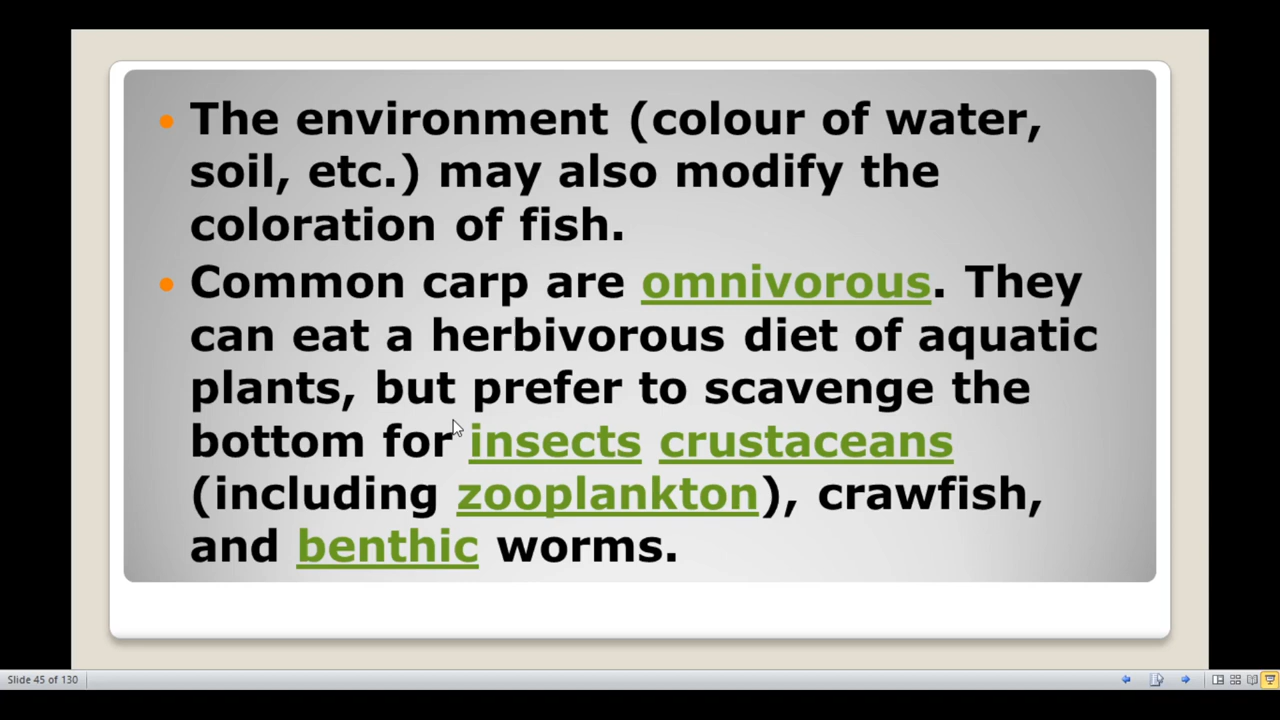 • The environment (colour of water,
soil, etc.) may also modify the
coloration of fish.
• Common carp are omnivorous. They
can eat a herbivorous diet of aquatic
plants, but prefer to scavenge the
bottom for insects crustaceans
(including zooplankton), crawfish,
and benthic worms.
Slide 45 of 130